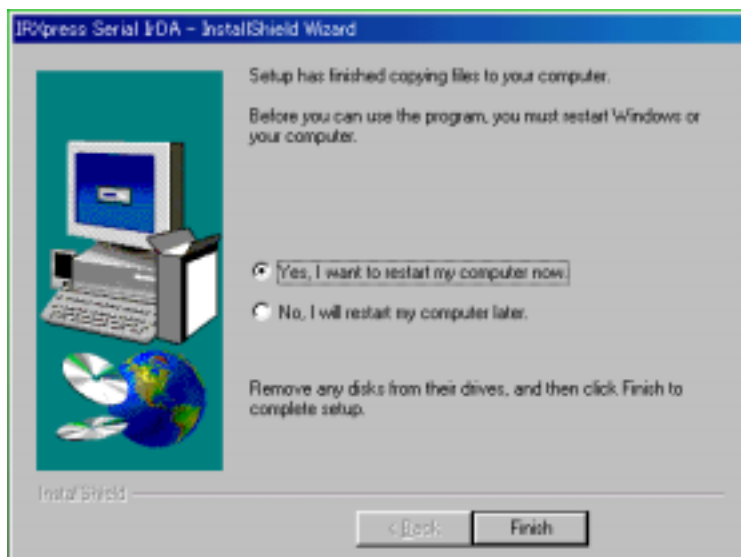 IRXpress Serial IrDA - InstallShield Wizard
Setup has finished copying files to your computer.
Before you can use the program, you must restart Windows or
your computer.
Yes, I want to restart my computer now.
No, I will restart my computer later.
Remove any disks from their drives, and then click Finish to
complete setup.
InstallShield
< Back
Finish